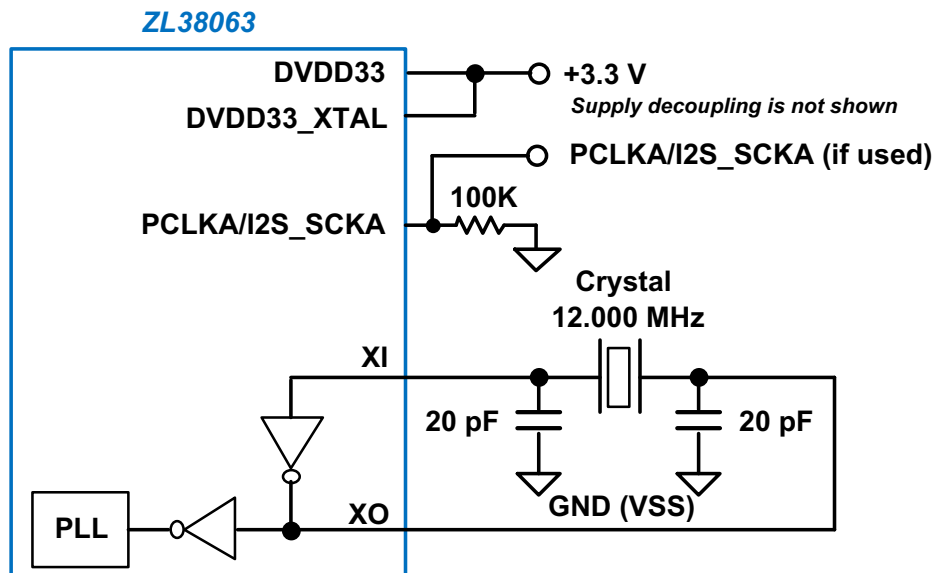 ZL38063
DVDD33
+3.3 V
DVDD33_XTAL
Supply decoupling is not shown
PCLKA/I2S_SCKA (if used)
100K
PCLKA/I2S_SCKA
Crystal
12.000 MHz
XI
20 pF
20 pF
GND (VSS)
XO
PLL